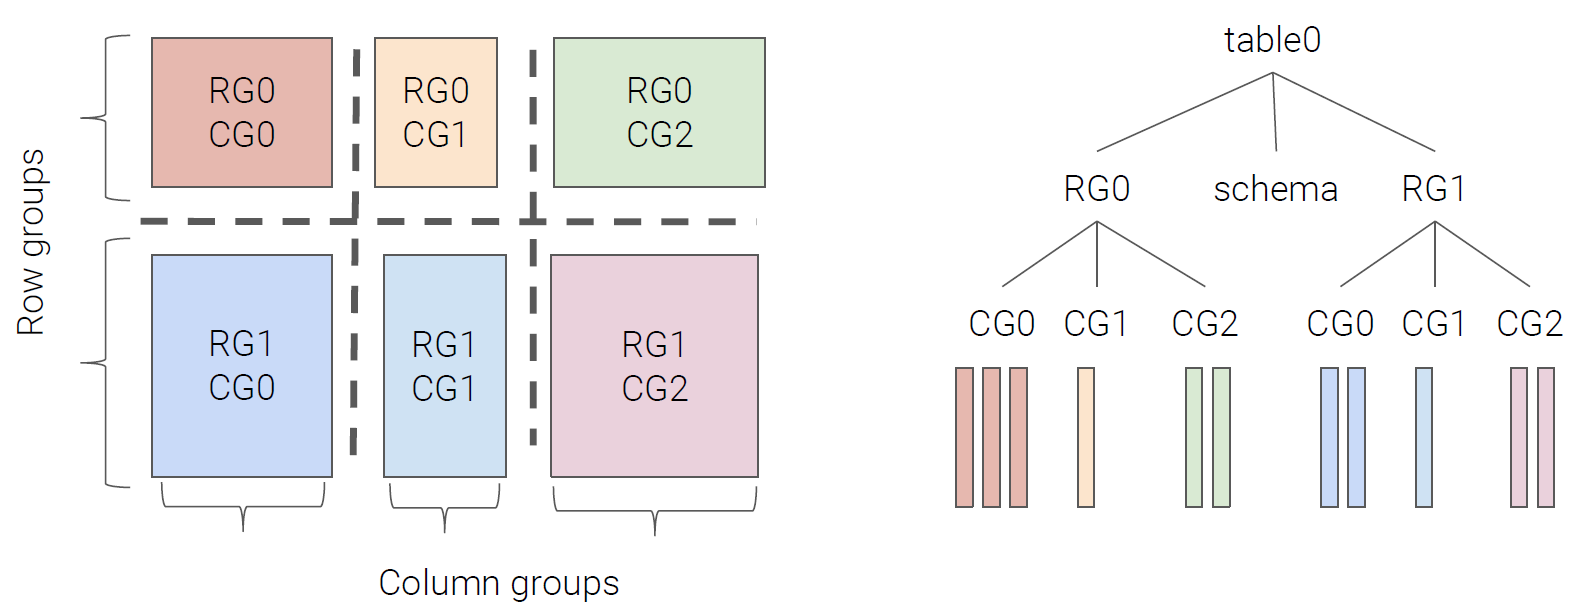 Row groups
RG0
CG0
RG0
CG1
RG0
CG2
RG1
CG0
RG1
CG1
RG1
CG2
Column groups
table0
RG0
schema
RG1
CG0
CG1
CG2
CG0
CG1
CG2